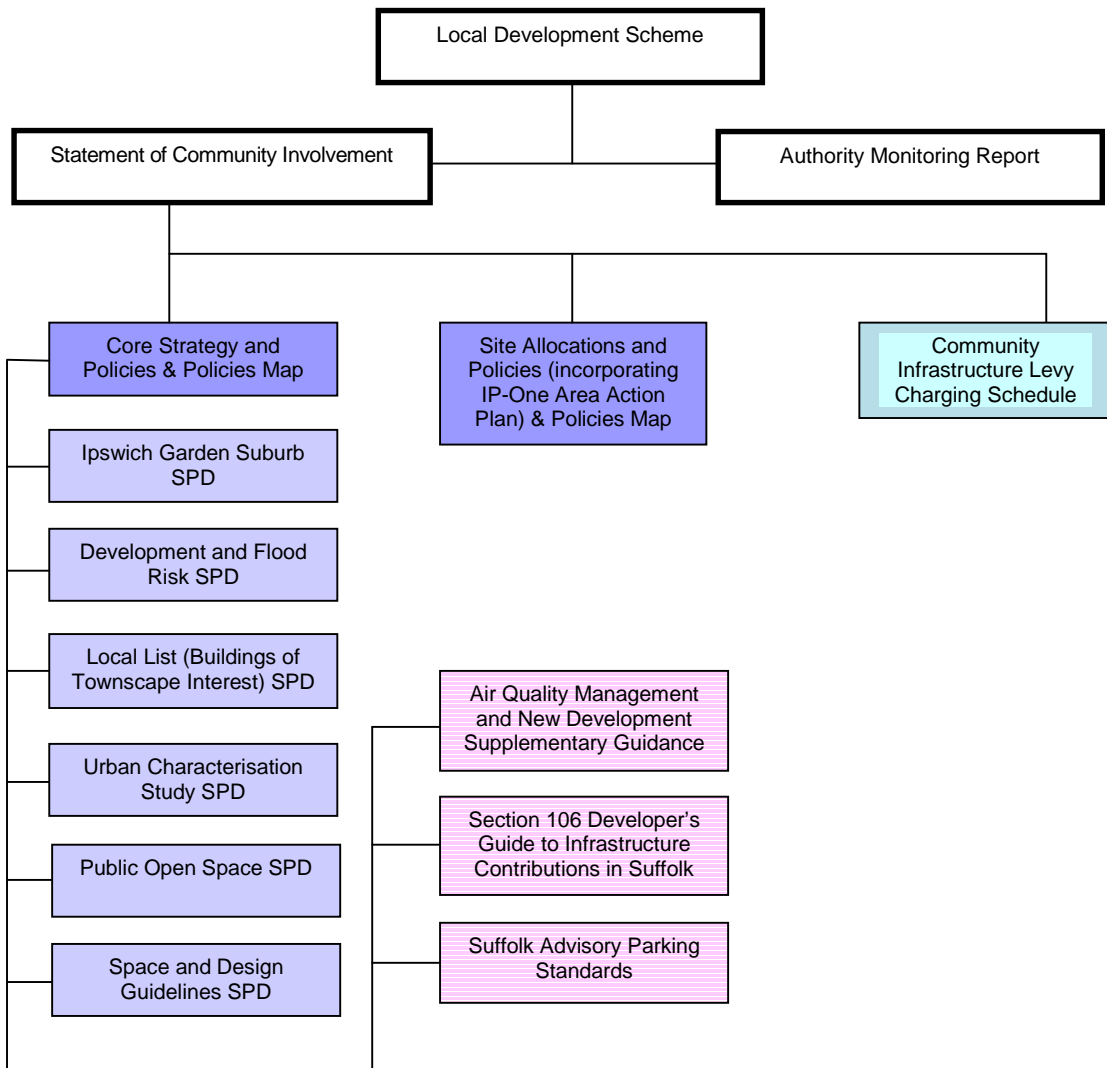 Local Development Scheme
Statement of Community Involvement
Authority Monitoring Report
Core Strategy and
Policies & Policies Map
Site Allocations and
Policies (incorporating
IP-One Area Action
Plan) & Policies Map
Community
Infrastructure Levy
Charging Schedule
Ipswich Garden Suburb
SPD
Development and Flood
Risk SPD
Local List (Buildings of
Townscape Interest) SPD
Urban Characterisation
Study SPD
Public Open Space SPD
Space and Design
Guidelines SPD
Air Quality Management
and New Development
Supplementary Guidance
Section 106 Developer’s
Guide to Infrastructure
Contributions in Suffolk
Suffolk Advisory Parking
Standards